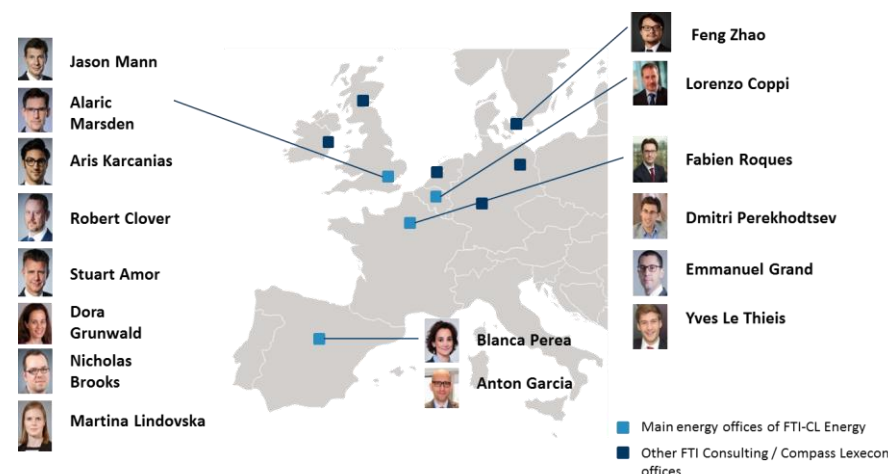 Jason Mann
Alaric
Marsden
Aris Karcanias
Robert Clover
Stuart Amor
Dora
Grunwald
Nicholas
Brooks
Martina Lindovska
Blanca Perea
Anton Garcia
Feng Zhao
Lorenzo Coppi
Fabien Roques
Dmitri Perekhodtsev
Emmanuel Grand
Yves Le Thieis
Main energy offices of FTI-CL Energy
Other FTI Consulting / Compass Lexecon
offices